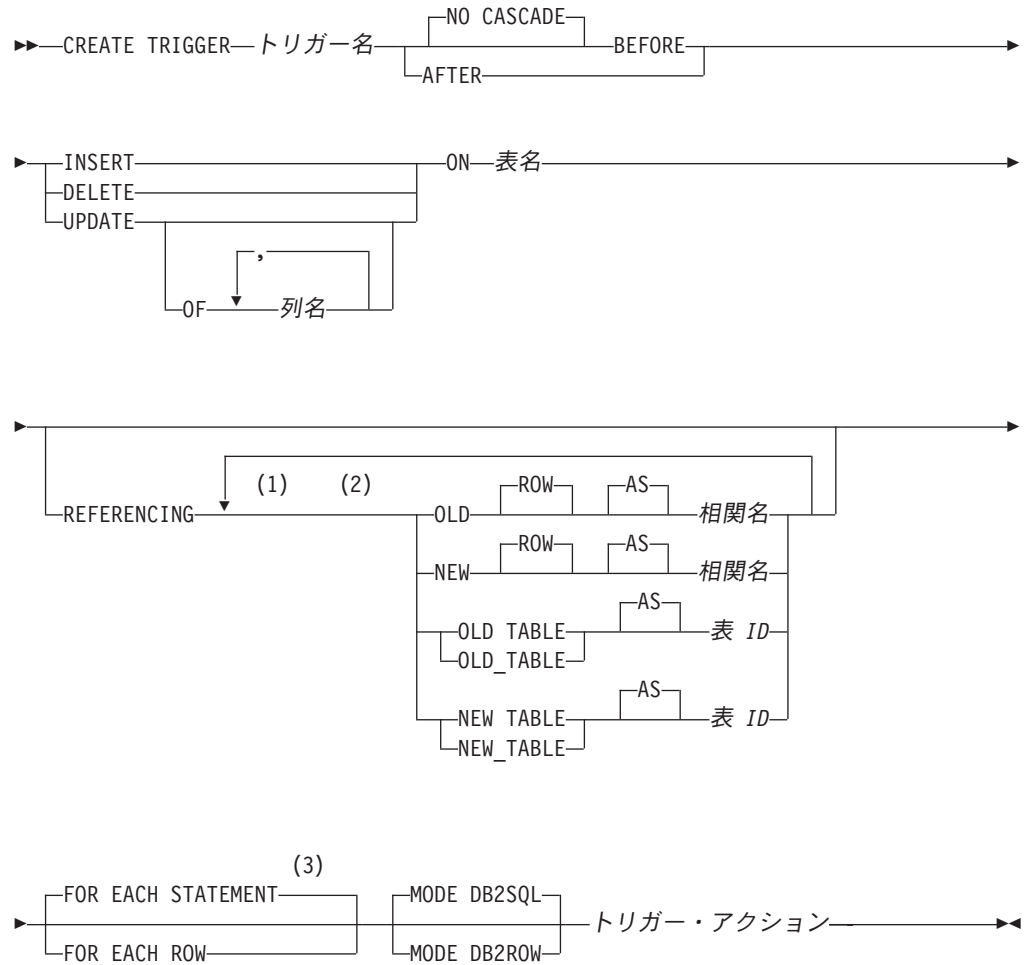 NO CASCADE
CREATE TRIGGER トリガー名 BEFORE
AFTER
INSERT ON 表名
DELETE
UPDATE
,
OF 列名
(1) (2) ROW AS
REFERENCING OLD 相関名
ROW AS
NEW 相関名
AS
OLD TABLE 表 ID
OLD_TABLE
AS
NEW TABLE 表 ID
NEW_TABLE
(3)
FOR EACH STATEMENT MODE DB2SQL
トリガー・アクション
FOR EACH ROW MODE DB2ROW